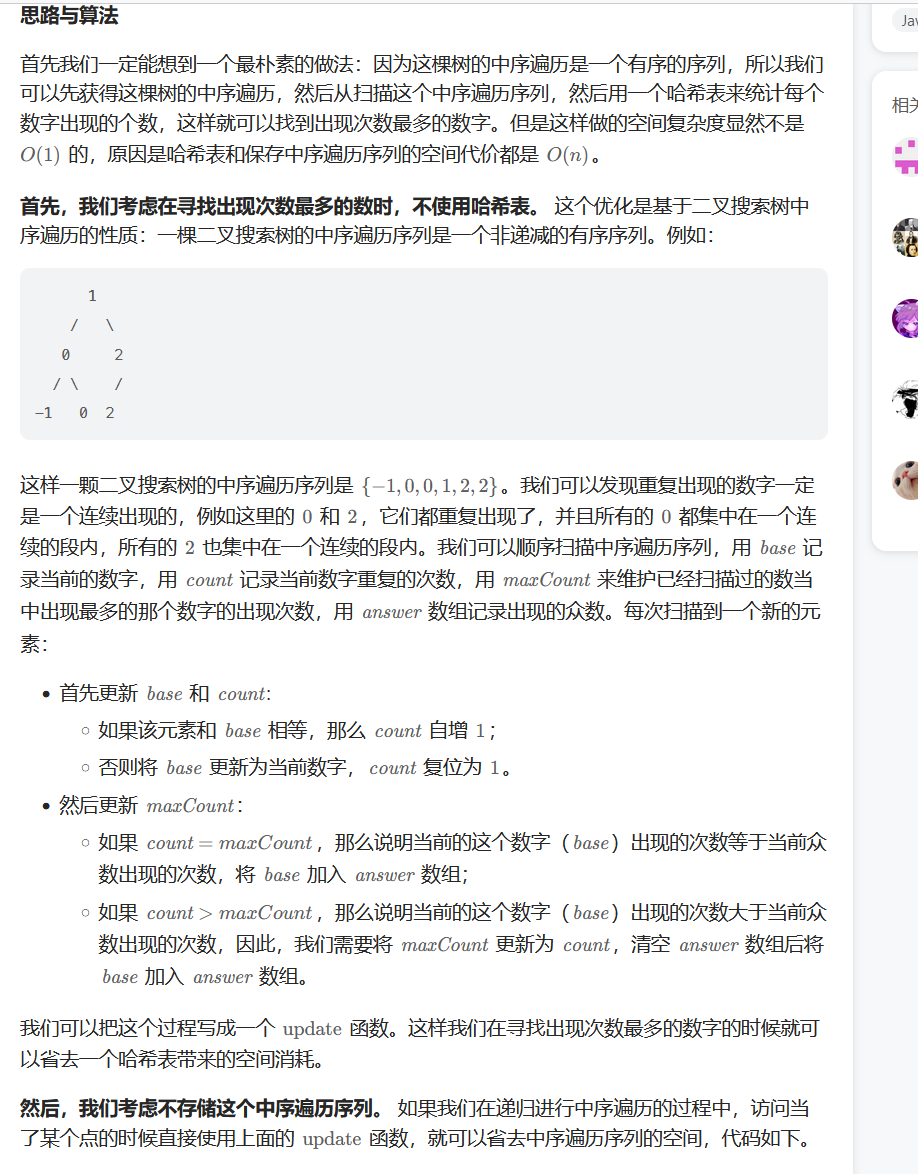 思路与算法
Jav
首先我们一定能想到一个最朴素的做法：因为这棵树的中序遍历是一个有序的序列，所以我们
可以先获得这棵树的中序遍历，然后从扫描这个中序遍历序列，然后用一个哈希表来统计每个
数字出现的个数，这样就可以找到出现次数最多的数字。但是这样做的空间复杂度显然不是
O(1) 的，原因是哈希表和保存中序遍历序列的空间代价都是 O(n)。
相关
首先，我们考虑在寻找出现次数最多的数时，不使用哈希表。 这个优化是基于二叉搜索树中
序遍历的性质：一棵二叉搜索树的中序遍历序列是一个非递减的有序序列。例如：
      1
    /   \
   0     2
  / \    /
-1   0  2
这样一颗二叉搜索树的中序遍历序列是 {−1, 0, 0, 1, 2, 2}。我们可以发现重复出现的数字一定
是一个连续出现的，例如这里的 0 和 2，它们都重复出现了，并且所有的 0 都集中在一个连
续的段内，所有的 2 也集中在一个连续的段内。我们可以顺序扫描中序遍历序列，用 base 记
录当前的数字，用 count 记录当前数字重复的次数，用 maxCount 来维护已经扫描过的数当
中出现最多的那个数字的出现次数，用 answer 数组记录出现的众数。每次扫描到一个新的元
素：
• 首先更新 base 和 count:
◦ 如果该元素和 base 相等，那么 count 自增 1；
◦ 否则将 base 更新为当前数字，count 复位为 1。
• 然后更新 maxCount：
◦ 如果 count = maxCount，那么说明当前的这个数字（base）出现的次数等于当前众
数出现的次数，将 base 加入 answer 数组；
◦ 如果 count > maxCount，那么说明当前的这个数字（base）出现的次数大于当前众
数出现的次数，因此，我们需要将 maxCount 更新为 count，清空 answer 数组后将
base 加入 answer 数组。
我们可以把这个过程写成一个 update 函数。这样我们在寻找出现次数最多的数字的时候就可
以省去一个哈希表带来的空间消耗。
然后，我们考虑不存储这个中序遍历序列。 如果我们在递归进行中序遍历的过程中，访问当
了某个点的时候直接使用上面的 update 函数，就可以省去中序遍历序列的空间，代码如下。